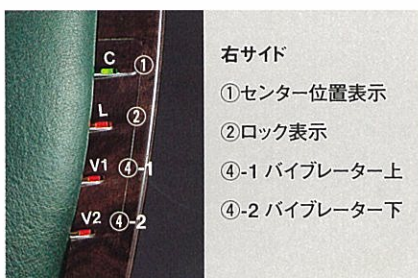 C ①
L ②
V1 ④-1
V2 ④-2
右サイド
①センター位置表示
②ロック表示
④-1 バイブレーター上
④-2 バイブレーター下